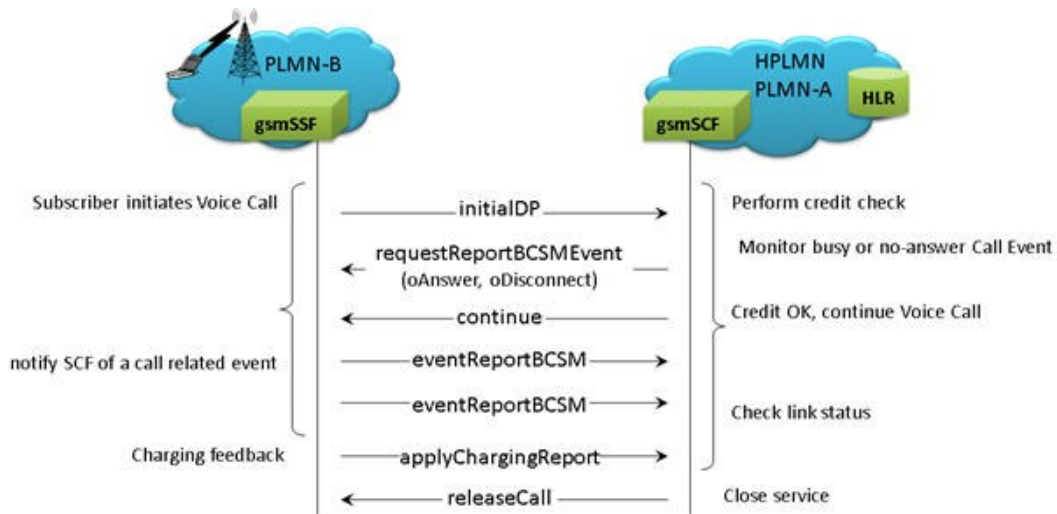 PLMN-B
gsmSSF
HPLMN
PLMN-A
HLR
gsmSCF
Subscriber initiates Voice Call
initialDP
Perform credit check
requestReportBCSMEvent
(oAnswer, oDisconnect)
Monitor busy or no-answer Call Event
continue
Credit OK, continue Voice Call
notify SCF of a call related event
eventReportBCSM
eventReportBCSM
Check link status
Charging feedback
applyChargingReport
releaseCall
Close service